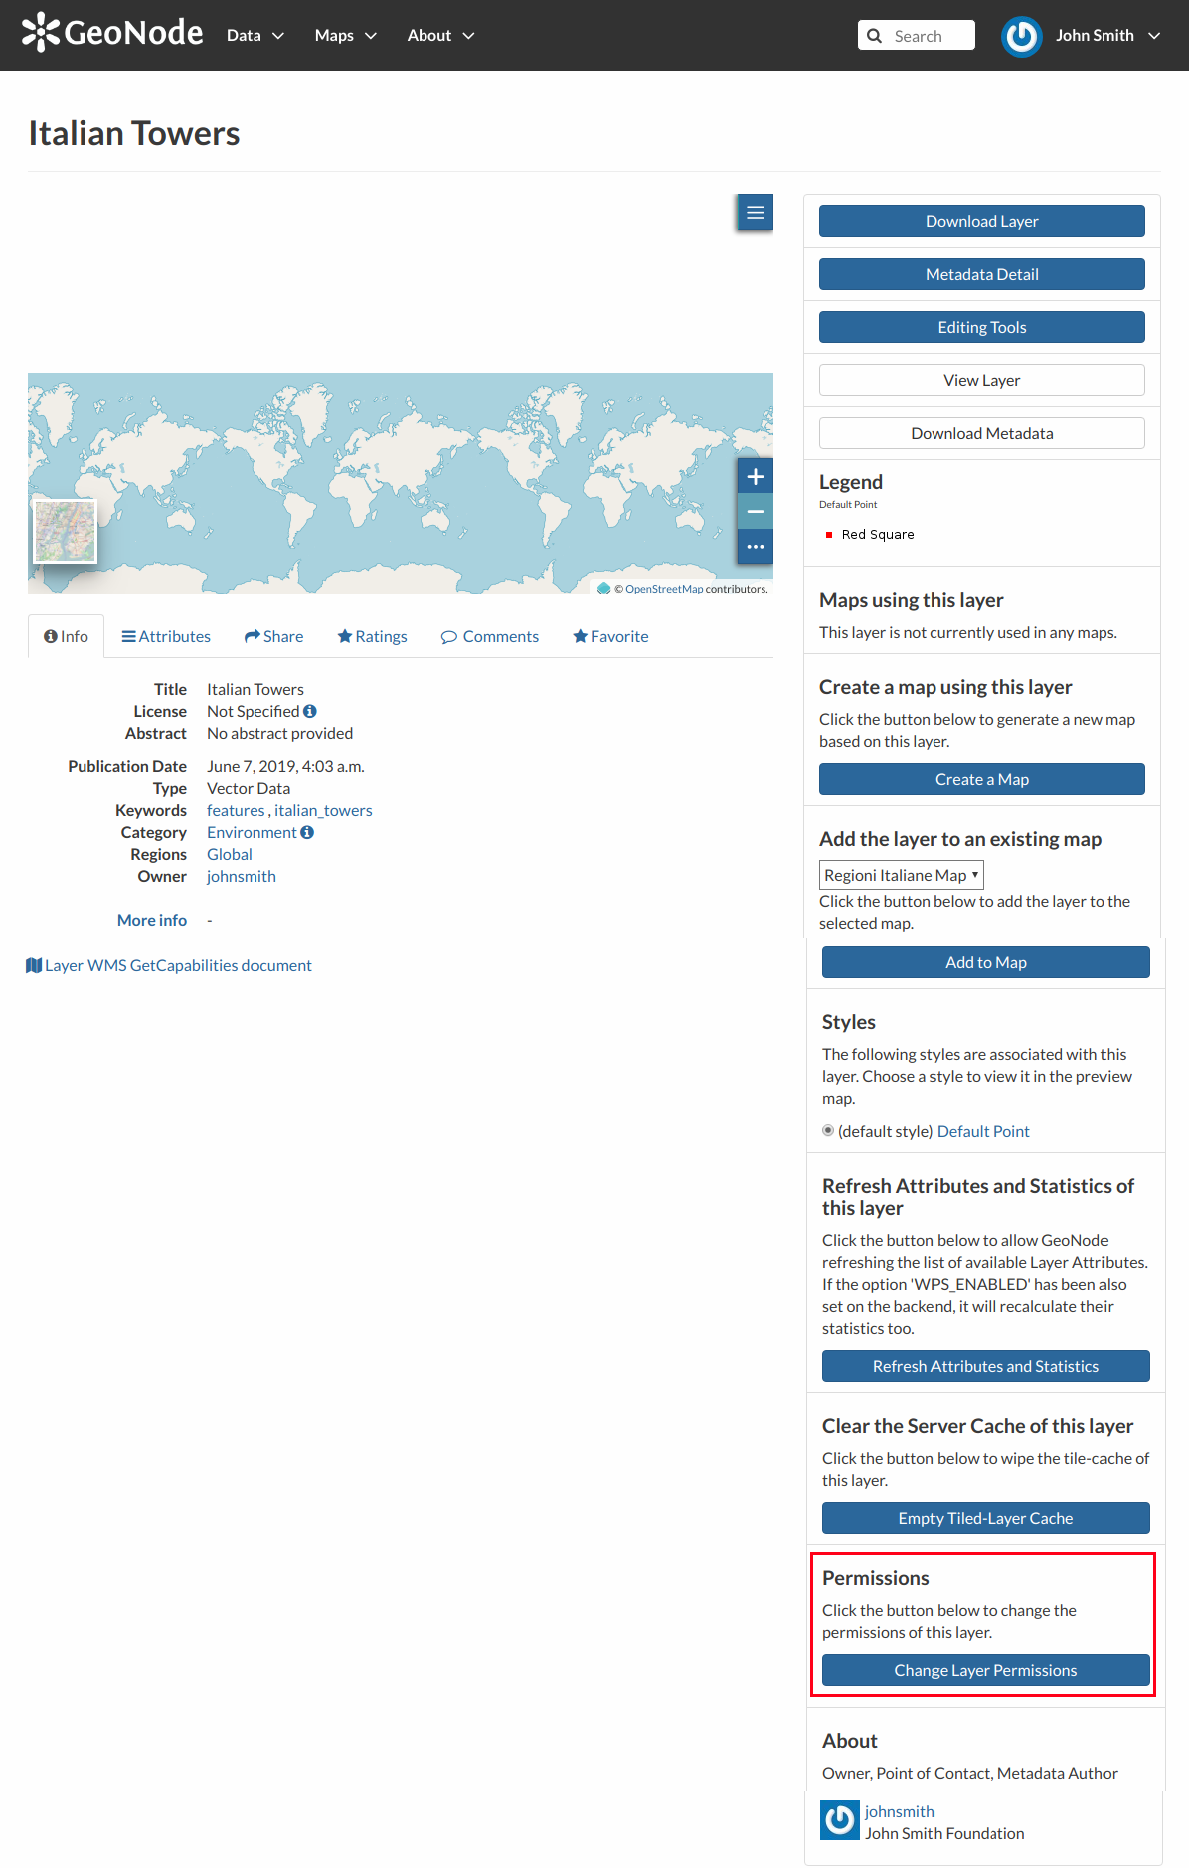 GeoNode Data Maps About Search John Smith
Italian Towers
© OpenStreetMap contributors.
Info Attributes Share Ratings Comments Favorite
Title Italian Towers
License Not Specified
Abstract No abstract provided
Publication Date June 7, 2019, 4:03 a.m.
Type Vector Data
Keywords features , italian_towers
Category Environment
Regions Global
Owner johnsmith
More info -
Layer WMS GetCapabilities document
Download Layer
Metadata Detail
Editing Tools
View Layer
Download Metadata
Legend
Default Point
Red Square
Maps using this layer
This layer is not currently used in any maps.
Create a map using this layer
Click the button below to generate a new map
based on this layer.
Create a Map
Add the layer to an existing map
Regioni Italiane Map
Click the button below to add the layer to the
selected map.
Add to Map
Styles
The following styles are associated with this
layer. Choose a style to view it in the preview
map.
(default style) Default Point
Refresh Attributes and Statistics of
this layer
Click the button below to allow GeoNode
refreshing the list of available Layer Attributes.
If the option 'WPS_ENABLED' has been also
set on the backend, it will recalculate their
statistics too.
Refresh Attributes and Statistics
Clear the Server Cache of this layer
Click the button below to wipe the tile-cache of
this layer.
Empty Tiled-Layer Cache
Permissions
Click the button below to change the
permissions of this layer.
Change Layer Permissions
About
Owner, Point of Contact, Metadata Author
johnsmith
John Smith Foundation